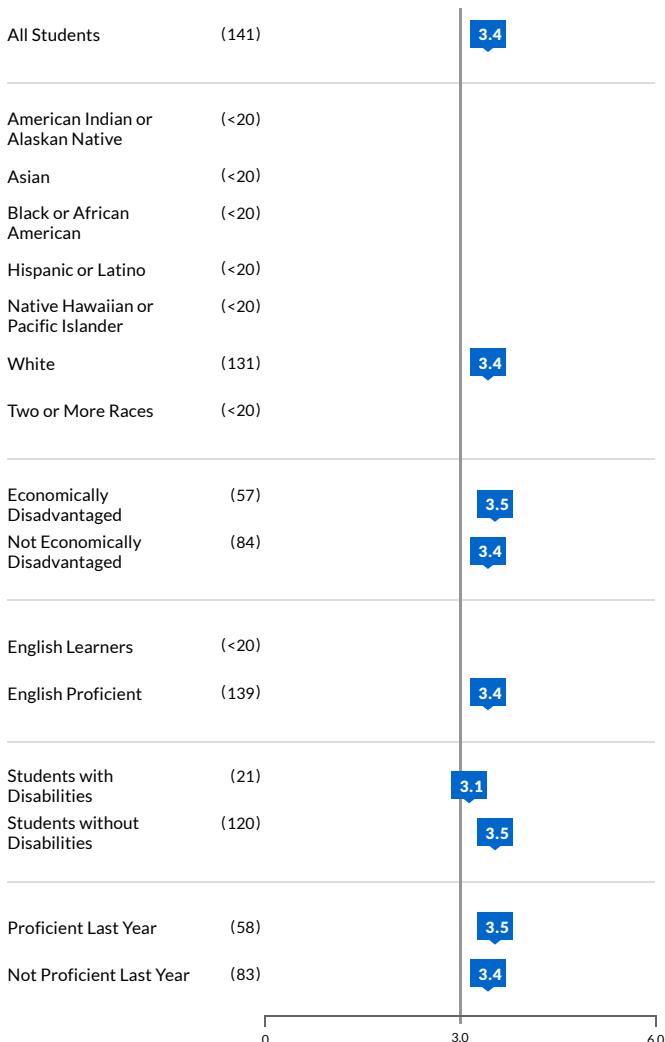 All Students (141) 3.4
American Indian or (<20)
Alaskan Native
Asian (<20)
Black or African (<20)
American
Hispanic or Latino (<20)
Native Hawaiian or (<20)
Pacific Islander
White (131) 3.4
Two or More Races (<20)
Economically (57) 3.5
Disadvantaged
Not Economically (84) 3.4
Disadvantaged
English Learners (<20)
English Proficient (139) 3.4
Students with (21) 3.1
Disabilities
Students without (120) 3.5
Disabilities
Proficient Last Year (58) 3.5
Not Proficient Last Year (83) 3.4
0 3.0 6.0